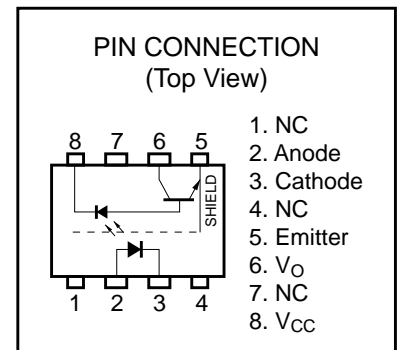 PIN CONNECTION
(Top View)
8 7 6 5
SHIELD
1 2 3 4
1. NC
2. Anode
3. Cathode
4. NC
5. Emitter
6. VO
7. NC
8. VCC